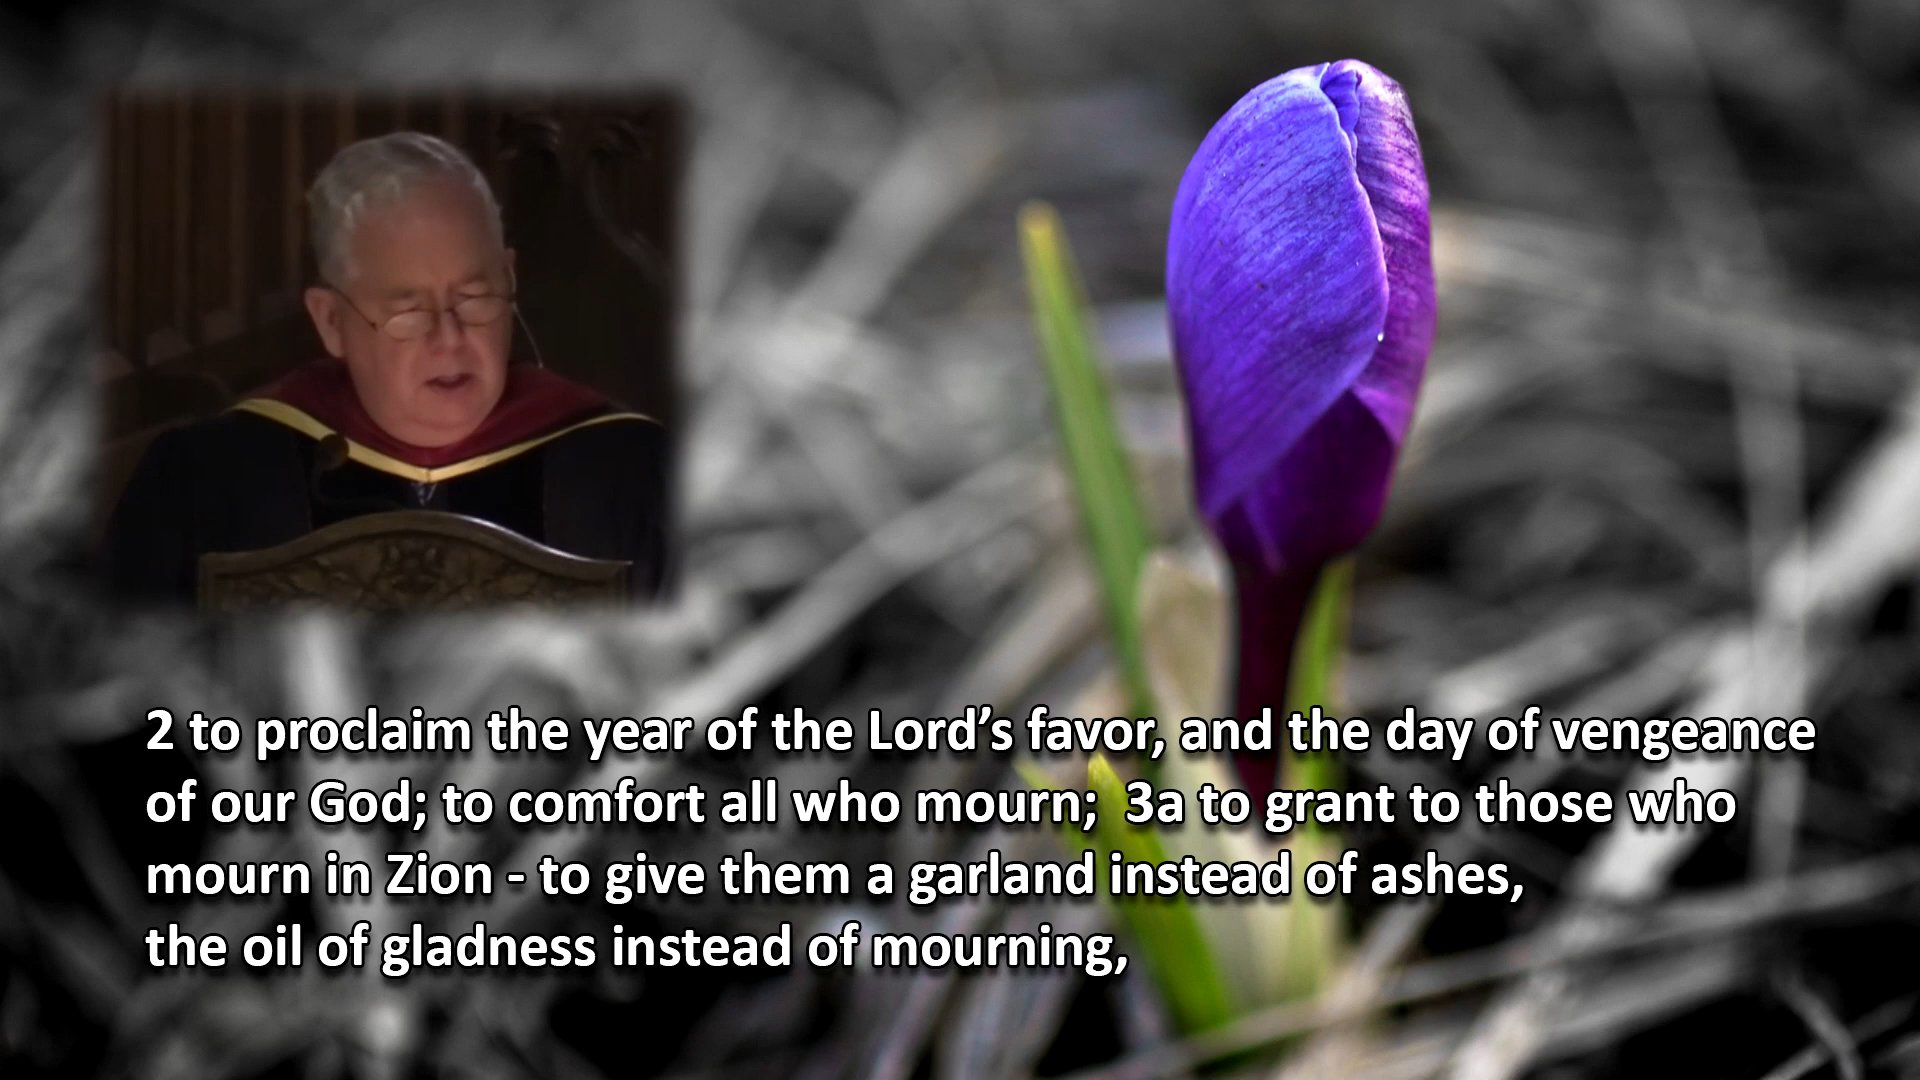 2 to proclaim the year of the Lord’s favor, and the day of vengeance
of our God; to comfort all who mourn;  3a to grant to those who
mourn in Zion - to give them a garland instead of ashes,
the oil of gladness instead of mourning,